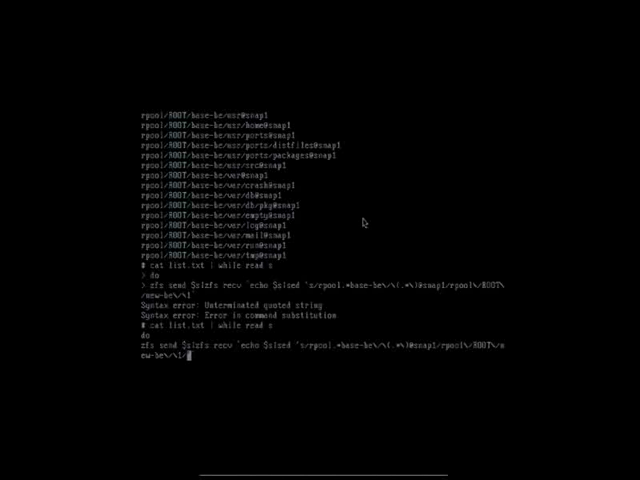 rpool/ROOT/base-be/usr@snap1
rpool/ROOT/base-be/usr/home@snap1
rpool/ROOT/base-be/usr/ports@snap1
rpool/ROOT/base-be/usr/ports/distfiles@snap1
rpool/ROOT/base-be/usr/ports/packages@snap1
rpool/ROOT/base-be/usr/src@snap1
rpool/ROOT/base-be/var@snap1
rpool/ROOT/base-be/var/crash@snap1
rpool/ROOT/base-be/var/db@snap1
rpool/ROOT/base-be/var/db/pkg@snap1
rpool/ROOT/base-be/var/empty@snap1
rpool/ROOT/base-be/var/log@snap1
rpool/ROOT/base-be/var/mail@snap1
rpool/ROOT/base-be/var/run@snap1
rpool/ROOT/base-be/var/tmp@snap1
# cat list.txt | while read s
> do
> zfs send $s|zfs recv `echo $s|sed 's/rpool.*base-be\/\(.*\)@snap1/rpool\/ROOT\
/new-be\/\1`
Syntax error: Unterminated quoted string
Syntax error: Error in command substitution
# cat list.txt | while read s
do
zfs send $s|zfs recv `echo $s|sed 's/rpool.*base-be\/\(.*\)@snap1/rpool\/ROOT\/n
ew-be\/\1/